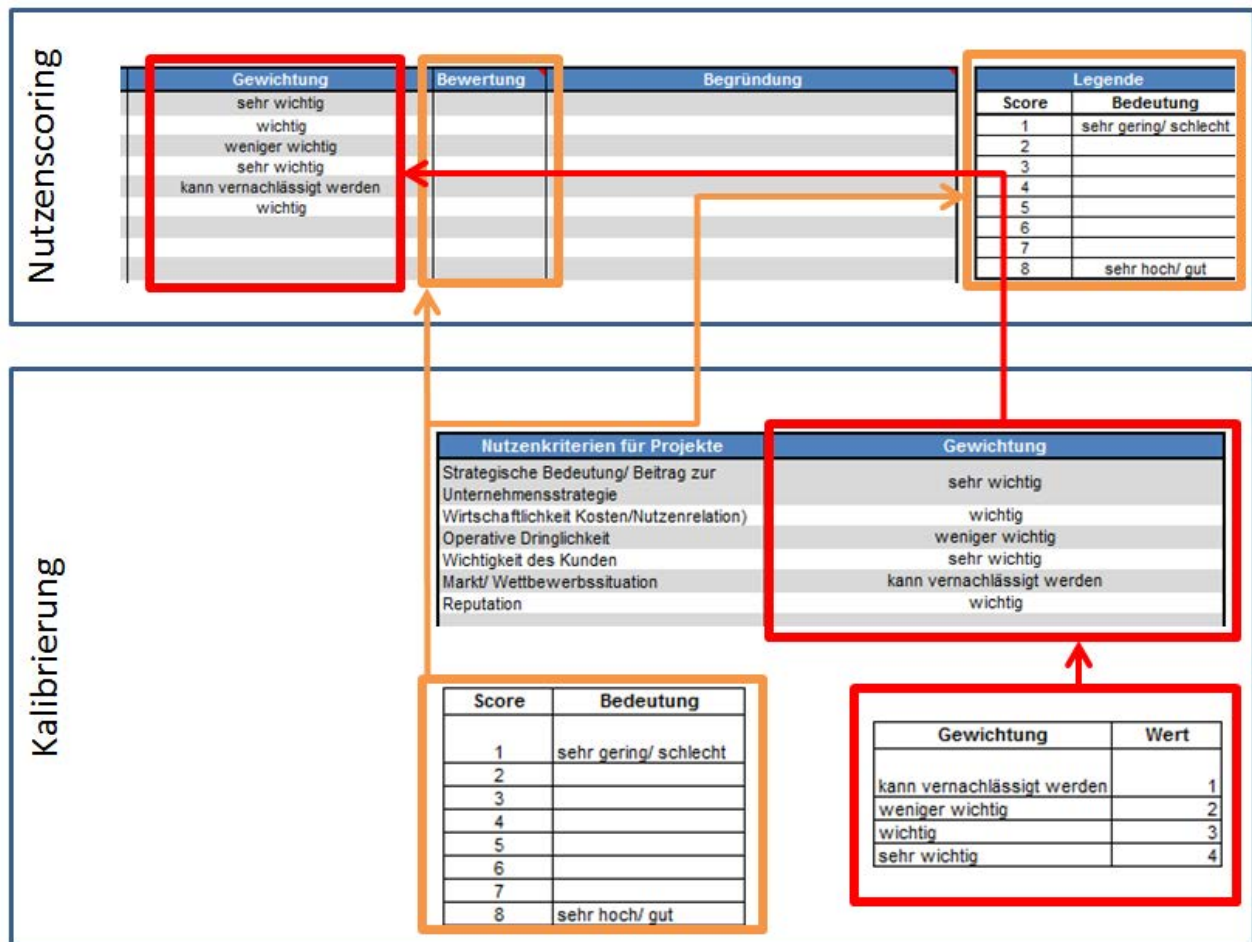 Nutzenscoring
Gewichtung Bewertung Begründung Legende
Score Bedeutung
sehr wichtig
1 sehr gering/ schlecht
wichtig
2
weniger wichtig
3
sehr wichtig
4
kann vernachlässigt werden
5
wichtig
6
7
8 sehr hoch/ gut
Kalibrierung
Nutzenkriterien für Projekte Gewichtung
Strategische Bedeutung/ Beitrag zur
Unternehmensstrategie sehr wichtig
Wirtschaftlichkeit Kosten/Nutzenrelation) wichtig
Operative Dringlichkeit weniger wichtig
Wichtigkeit des Kunden sehr wichtig
Markt/ Wettbewerbssituation kann vernachlässigt werden
Reputation wichtig
Score Bedeutung
1 sehr gering/ schlecht
2
3
4
5
6
7
8 sehr hoch/ gut
Gewichtung Wert
kann vernachlässigt werden 1
weniger wichtig 2
wichtig 3
sehr wichtig 4